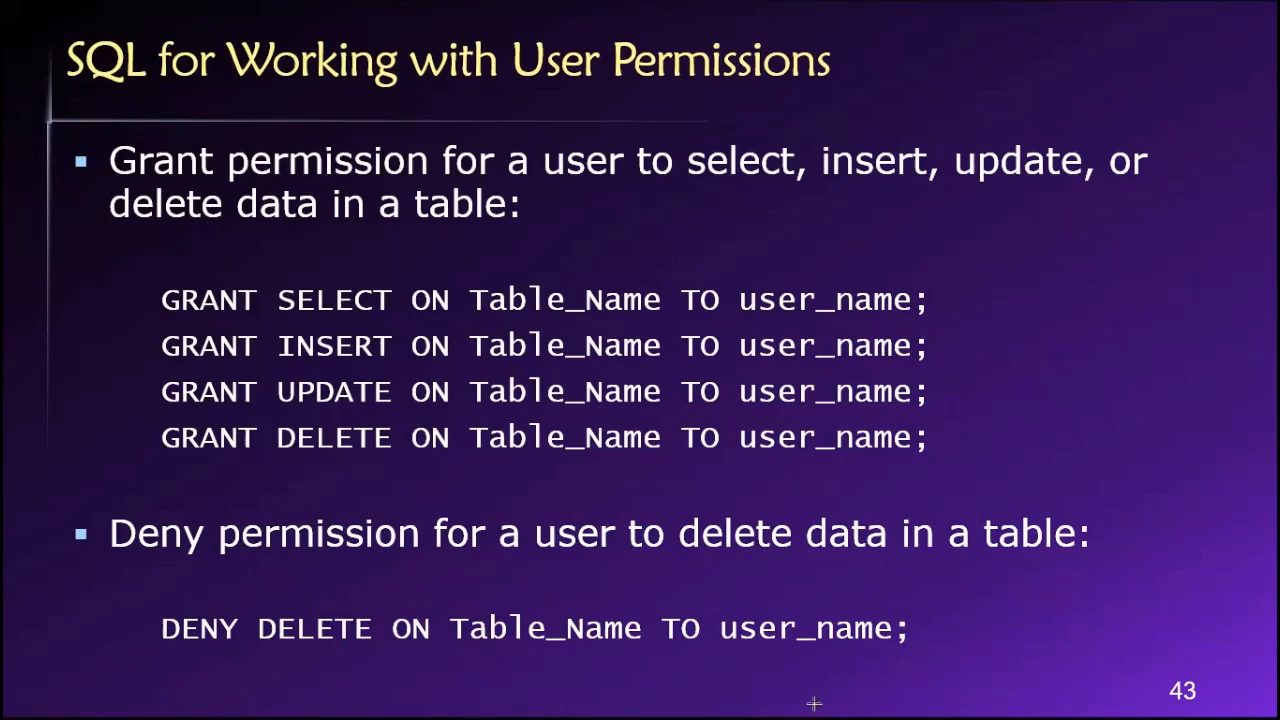 SQL for Working with User Permissions
Grant permission for a user to select, insert, update, or
delete data in a table:
GRANT SELECT ON Table_Name TO user_name;
GRANT INSERT ON Table_Name TO user_name;
GRANT UPDATE ON Table_Name TO user_name;
GRANT DELETE ON Table_Name TO user_name;
Deny permission for a user to delete data in a table:
DENY DELETE ON Table_Name TO user_name;
43